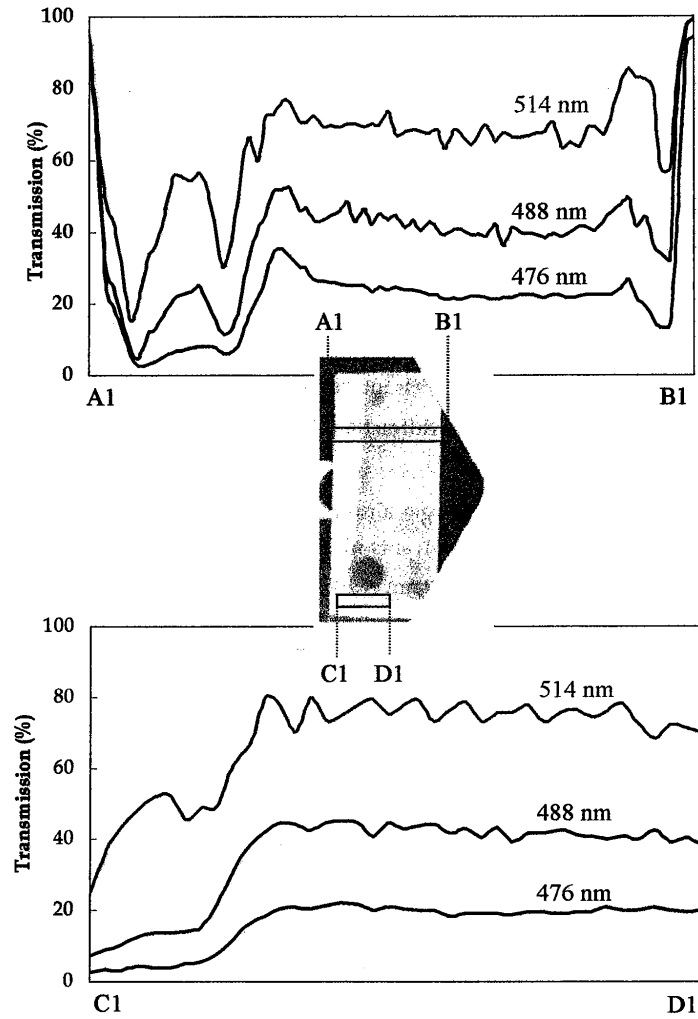 100
80
60
40
20
0
Transmission (%)
514 nm
488 nm
476 nm
A1 B1
A1 B1
C1 D1
100
80
60
40
20
0
Transmission (%)
514 nm
488 nm
476 nm
C1 D1